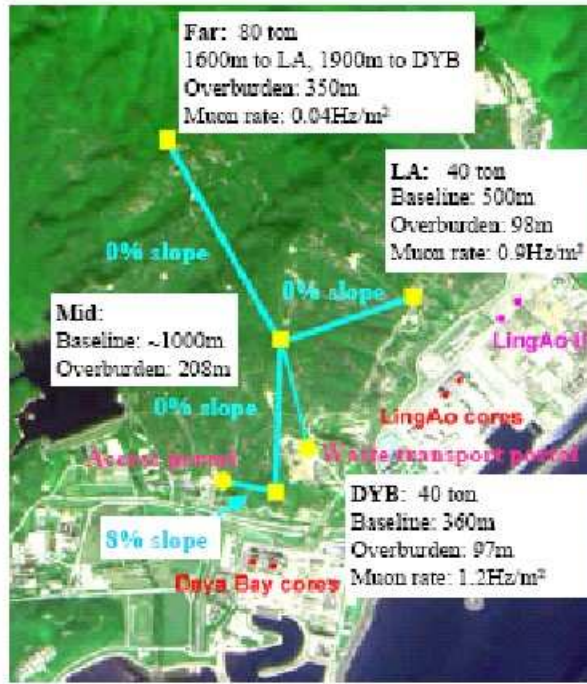 Far: 80 ton
1600m to LA, 1900m to DYB
Overburden: 350m
Muon rate: 0.04Hz/m²
LA: 40 ton
Baseline: 500m
Overburden: 98m
Muon rate: 0.9Hz/m²
0% slope
0% slope
Mid:
Baseline: ~1000m
Overburden: 208m
LingAo II
0% slope
LingAo cores
Access portal
Waste transport portal
8% slope
DYB: 40 ton
Baseline: 360m
Overburden: 97m
Muon rate: 1.2Hz/m²
Daya Bay cores